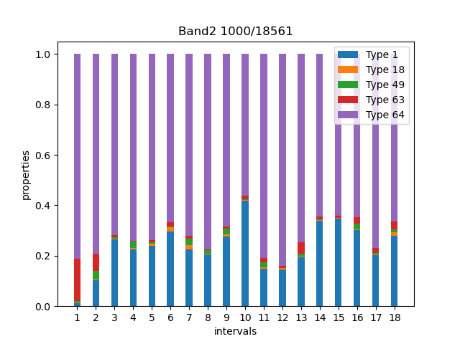 Band2 1000/18561
Type 1
Type 18
Type 49
Type 63
Type 64
properties
1.0
0.8
0.6
0.4
0.2
0.0
1 2 3 4 5 6 7 8 9 10 11 12 13 14 15 16 17 18
intervals